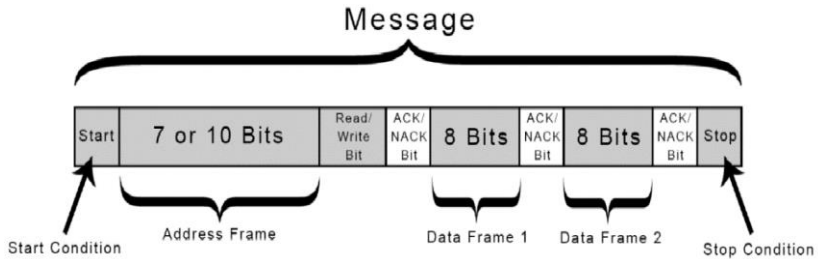 Message
Start
7 or 10 Bits
Read/
Write
Bit
ACK/
NACK
Bit
8 Bits
ACK/
NACK
Bit
8 Bits
ACK/
NACK
Bit
Stop
Start Condition
Address Frame
Data Frame 1
Data Frame 2
Stop Condition